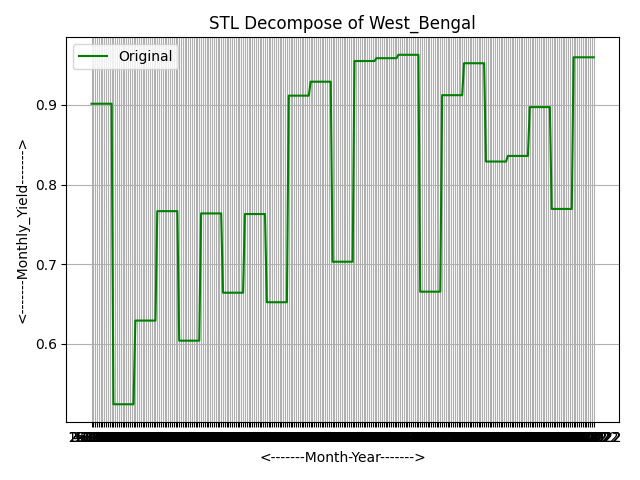 STL Decompose of West_Bengal
Original
<------Monthly_Yield------->
0.9
0.8
0.7
0.6
<-------Month-Year------->